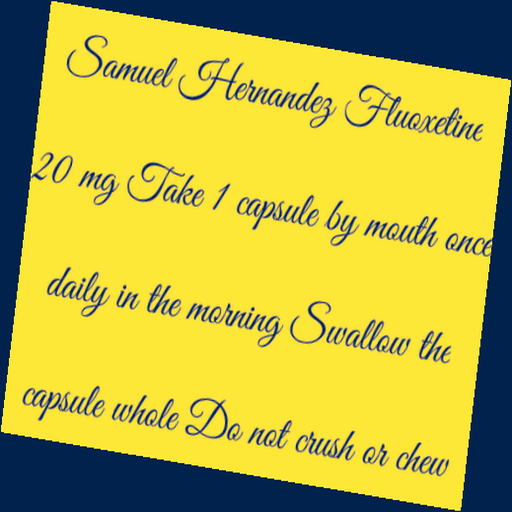 Samuel Hernandez Fluoxetine
20 mg Take 1 capsule by mouth once
daily in the morning Swallow the
capsule whole Do not crush or chew